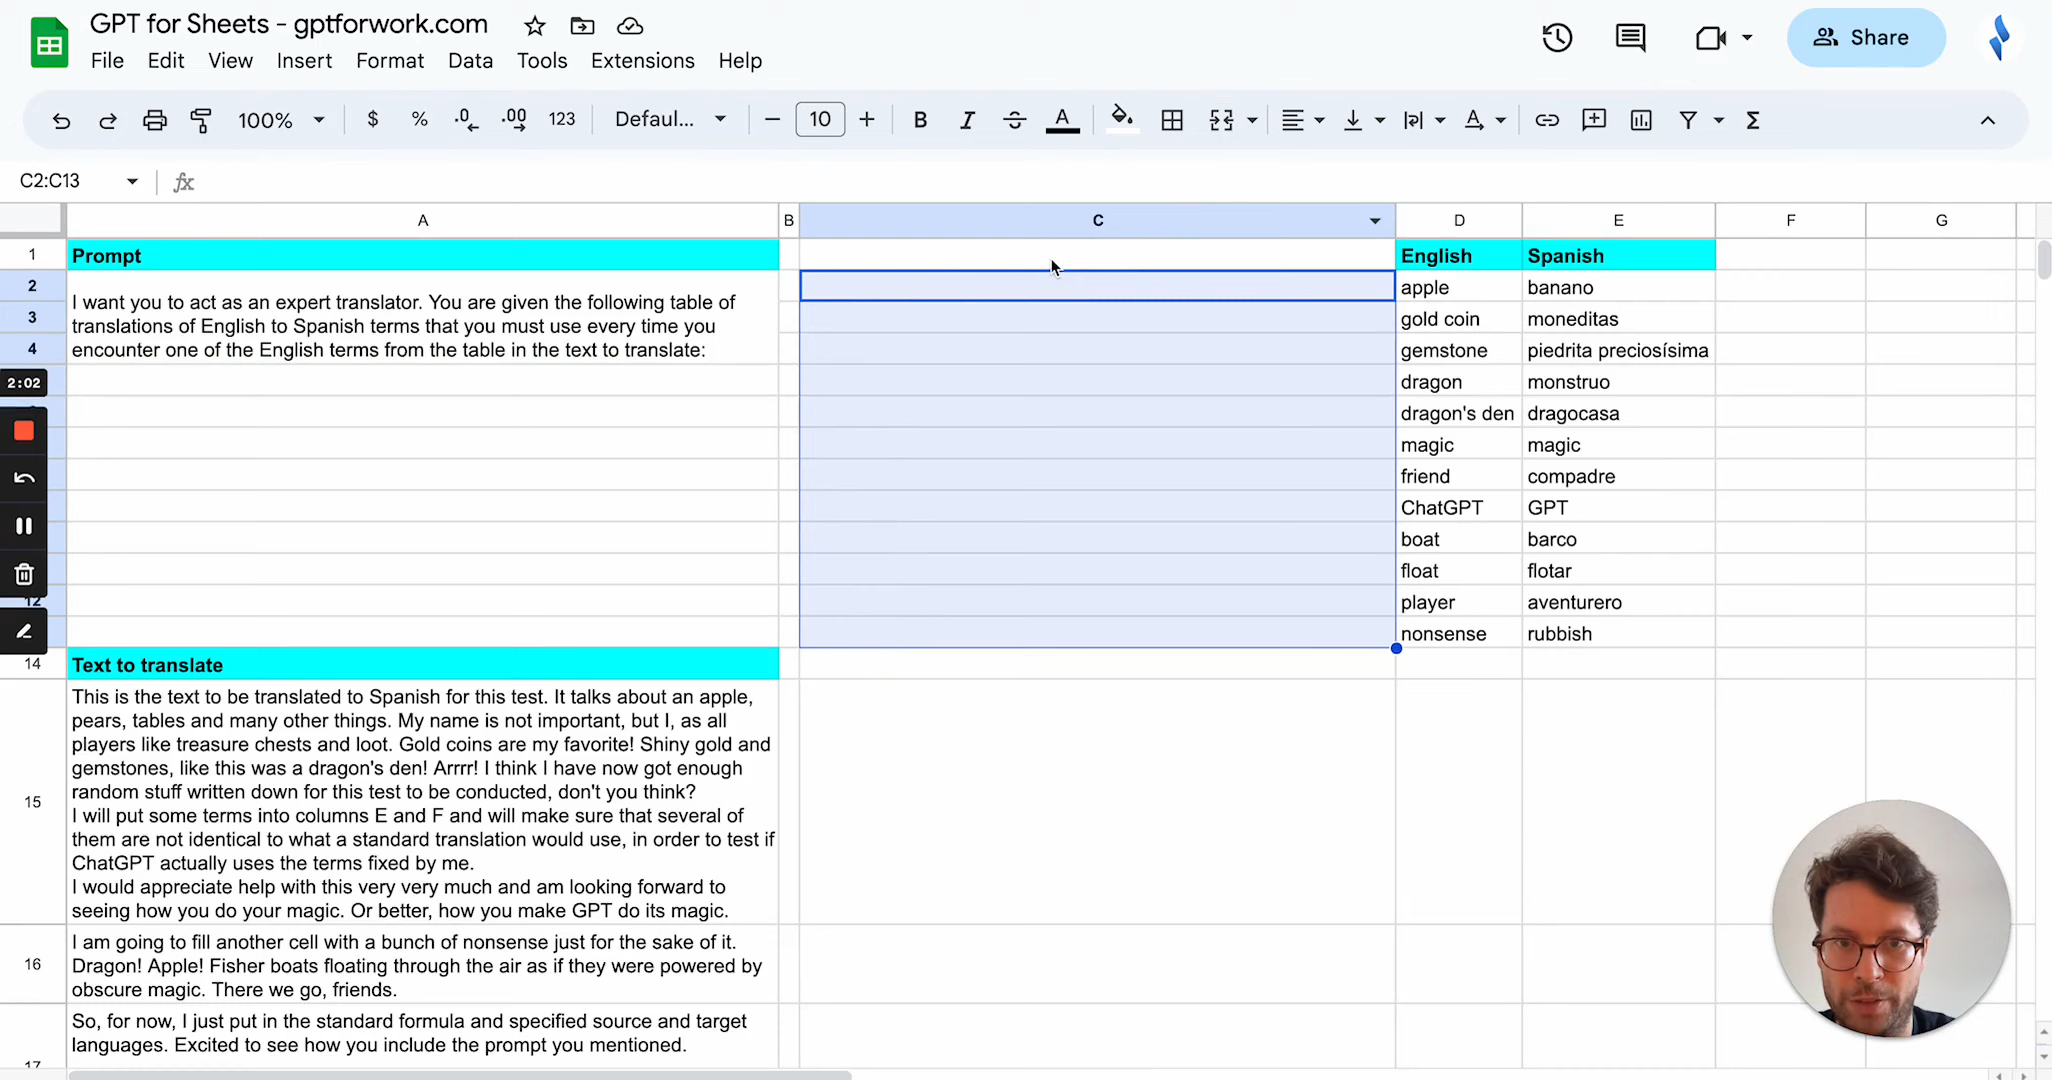 GPT for Sheets - gptforwork.com
File Edit View Insert Format Data Tools Extensions Help
Share
100% $ % .0 .00 123 Defaul... 10 B I S A A Σ
C2:C13 fx
A B C D E F G
1 Prompt English Spanish
2 apple banano
I want you to act as an expert translator. You are given the following table of
3 translations of English to Spanish terms that you must use every time you gold coin moneditas
4 encounter one of the English terms from the table in the text to translate: gemstone piedrita preciosísima
2:02 dragon monstruo
dragon's den dragocasa
magic magic
friend compadre
ChatGPT GPT
boat barco
float flotar
12 player aventurero
nonsense rubbish
14 Text to translate
15
This is the text to be translated to Spanish for this test. It talks about an apple,
pears, tables and many other things. My name is not important, but I, as all
players like treasure chests and loot. Gold coins are my favorite! Shiny gold and
gemstones, like this was a dragon's den! Arrrr! I think I have now got enough
random stuff written down for this test to be conducted, don't you think?
I will put some terms into columns E and F and will make sure that several of
them are not identical to what a standard translation would use, in order to test if
ChatGPT actually uses the terms fixed by me.
I would appreciate help with this very very much and am looking forward to
seeing how you do your magic. Or better, how you make GPT do its magic.
16
I am going to fill another cell with a bunch of nonsense just for the sake of it.
Dragon! Apple! Fisher boats floating through the air as if they were powered by
obscure magic. There we go, friends.
17
So, for now, I just put in the standard formula and specified source and target
languages. Excited to see how you include the prompt you mentioned.